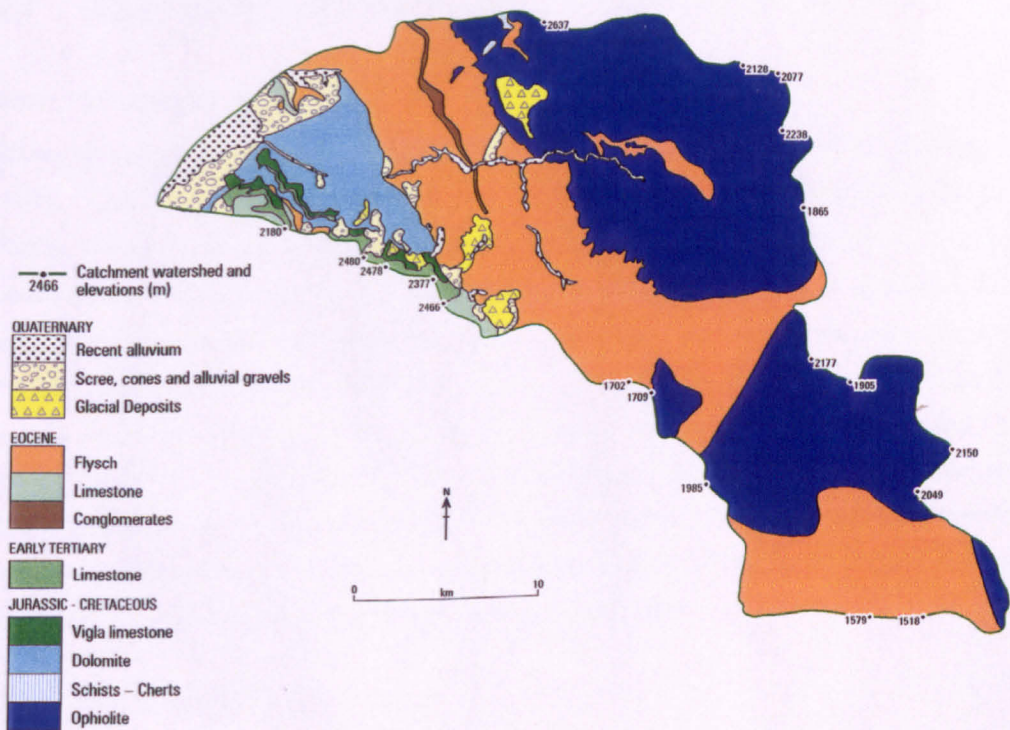 2637
2128
2077
2238
1865
2180
2480
2478
2377
2466
2177
1905
1702
1709
2150
1985
2049
1579
1518
2466
Catchment watershed and
elevations (m)
QUATERNARY
Recent alluvium
Scree, cones and alluvial gravels
Glacial Deposits
EOCENE
Flysch
Limestone
Conglomerates
EARLY TERTIARY
Limestone
JURASSIC - CRETACEOUS
Vigla limestone
Dolomite
Schists – Cherts
Ophiolite
N
0
10
km